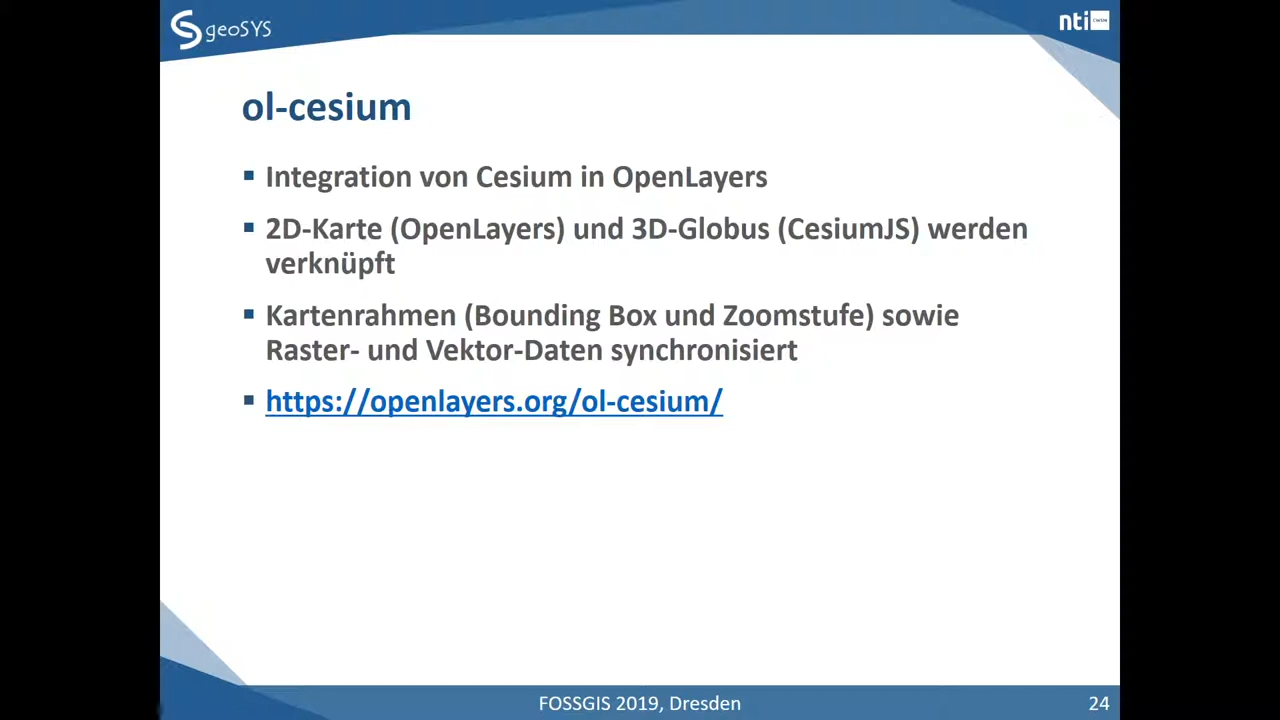 geoSYS
nti
ol-cesium
▪ Integration von Cesium in OpenLayers
▪ 2D-Karte (OpenLayers) und 3D-Globus (CesiumJS) werden
verknüpft
▪ Kartenrahmen (Bounding Box und Zoomstufe) sowie
Raster- und Vektor-Daten synchronisiert
▪ https://openlayers.org/ol-cesium/
FOSSGIS 2019, Dresden
24